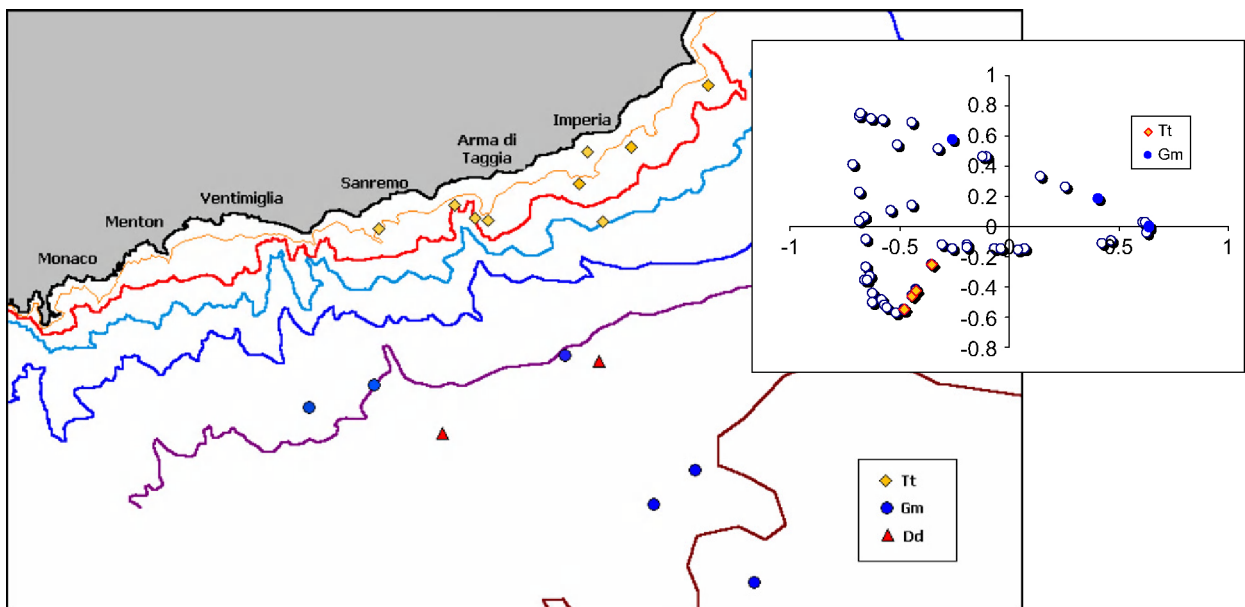 Monaco
Menton
Ventimiglia
Sanremo
Arma di
Taggia
Imperia
Tt
Gm
Dd
1
0.8
0.6
0.4
0.2
0
-0.2
-0.4
-0.6
-0.8
-1
-0.5
0
0.5
1
Tt
Gm